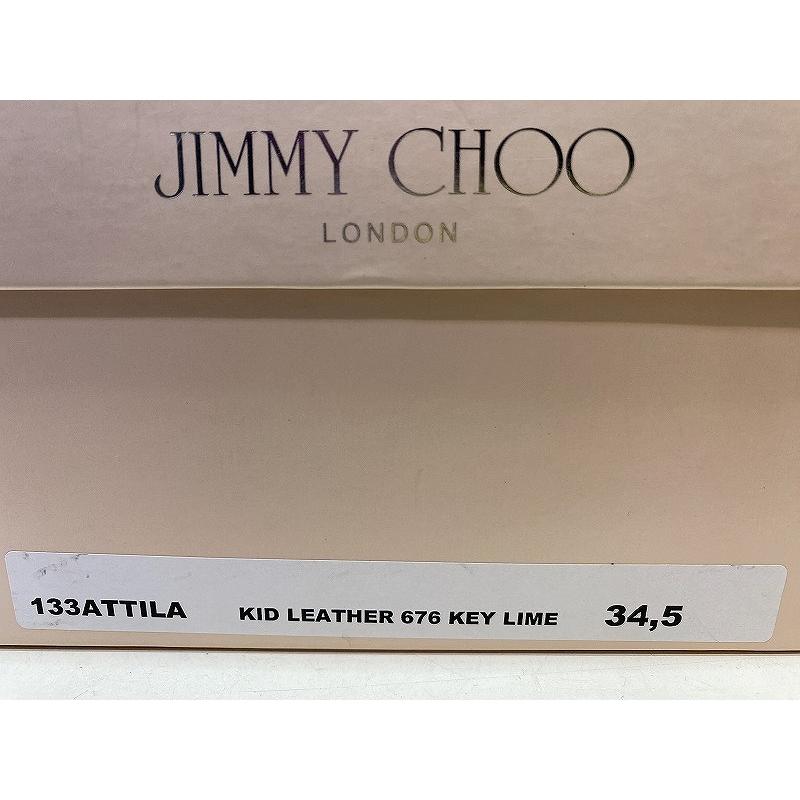 JIMMY CHOO
LONDON
133ATTILA KID LEATHER 676 KEY LIME 34,5